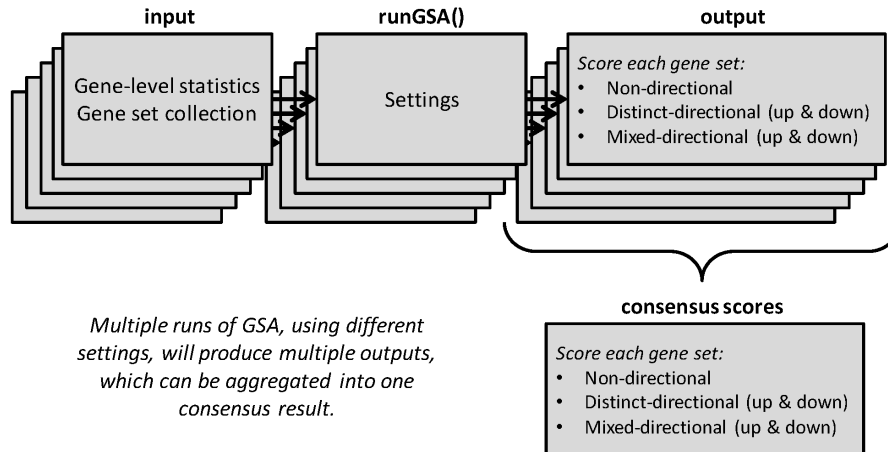 input
runGSA()
output
Gene-level statistics
Gene set collection
Settings
Score each gene set:
• Non-directional
• Distinct-directional (up & down)
• Mixed-directional (up & down)
Multiple runs of GSA, using different
settings, will produce multiple outputs,
which can be aggregated into one
consensus result.
consensus scores
Score each gene set:
• Non-directional
• Distinct-directional (up & down)
• Mixed-directional (up & down)